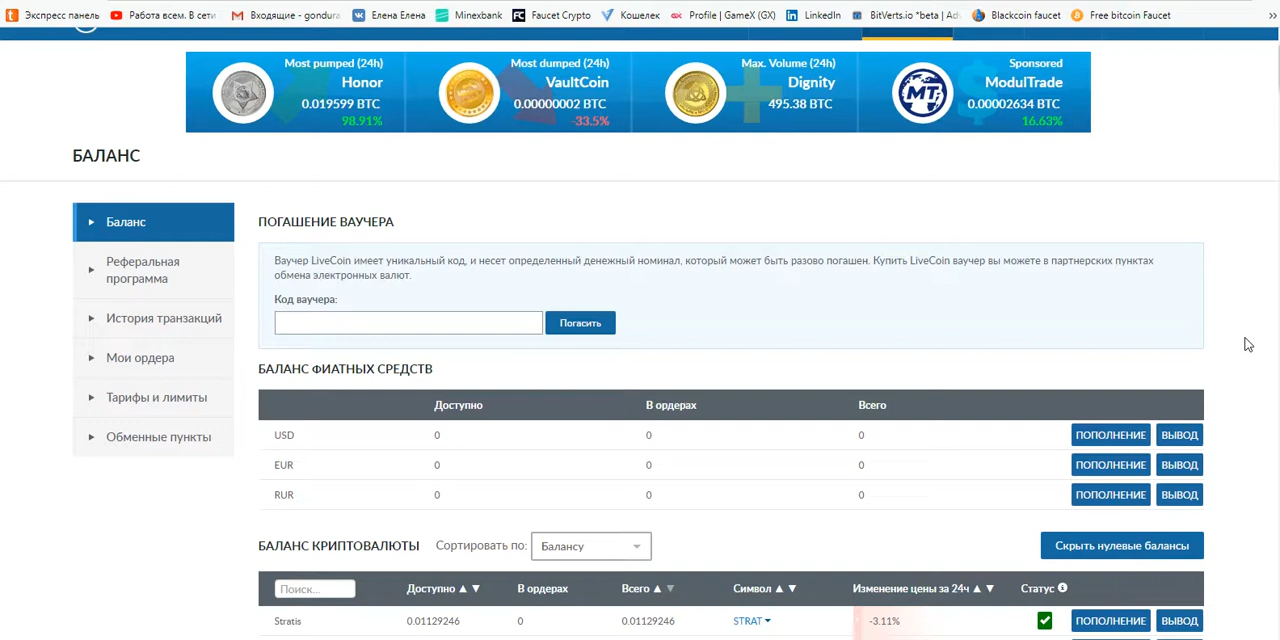 Экспресс панель Работа всем. В сети Входящие - gondura Елена Елена Minexbank Faucet Crypto Кошелек Profile | GameX (GX) LinkedIn BitVerts.io *beta | Adv Blackcoin faucet Free bitcoin Faucet »
Most pumped (24h)
Honor
0.019599 BTC
98.91%
Most dumped (24h)
VaultCoin
0.00000002 BTC
-33.5%
Max. Volume (24h)
Dignity
495.38 BTC
MT
Sponsored
ModulTrade
0.00002634 BTC
16.63%
БАЛАНС
Баланс
Реферальная
программа
История транзакций
Мои ордера
Тарифы и лимиты
Обменные пункты
ПОГАШЕНИЕ ВАУЧЕРА
Ваучер LiveCoin имеет уникальный код, и несет определенный денежный номинал, который может быть разово погашен. Купить LiveCoin ваучер вы можете в партнерских пунктах
обмена электронных валют.
Код ваучера:
Погасить
БАЛАНС ФИАТНЫХ СРЕДСТВ
Доступно В ордерах Всего
USD 0 0 0 ПОПОЛНЕНИЕ ВЫВОД
EUR 0 0 0 ПОПОЛНЕНИЕ ВЫВОД
RUR 0 0 0 ПОПОЛНЕНИЕ ВЫВОД
БАЛАНС КРИПТОВАЛЮТЫ Сортировать по: Балансу Скрыть нулевые балансы
Поиск... Доступно ▲ ▼ В ордерах Всего ▲ ▼ Символ ▲ ▼ Изменение цены за 24ч ▲ ▼ Статус
Stratis 0.01129246 0 0.01129246 STRAT -3.11% ПОПОЛНЕНИЕ ВЫВОД